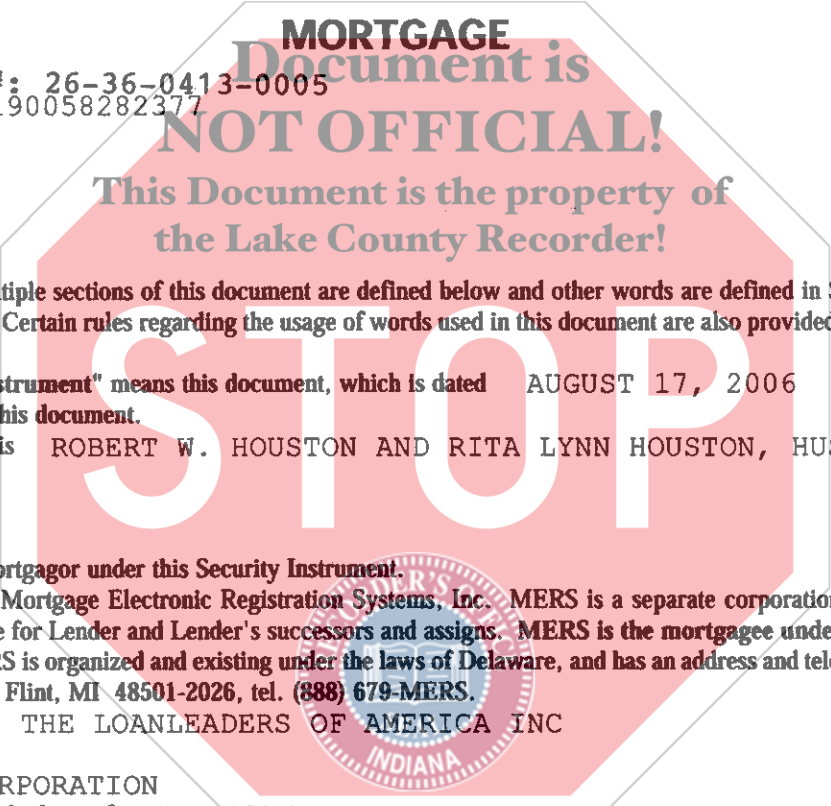 MORTGAGE
Document is
#: 26-36-0413-0005
190058282377
NOT OFFICIAL!
This Document is the property of
the Lake County Recorder!
tiple sections of this document are defined below and other words are defined in
Certain rules regarding the usage of words used in this document are also provided
STOP
strument" means this document, which is dated AUGUST 17, 2006
his document.
is ROBERT W. HOUSTON AND RITA LYNN HOUSTON, HUS
ortgagor under this Security Instrument.
Mortgage Electronic Registration Systems, Inc. MERS is a separate corporation
e for Lender and Lender's successors and assigns. MERS is the mortgagee unde
RS is organized and existing under the laws of Delaware, and has an address and tele
Flint, MI 48501-2026, tel. (888) 679-MERS.
THE LOANLEADERS OF AMERICA INC
INDIANA
RPORATION